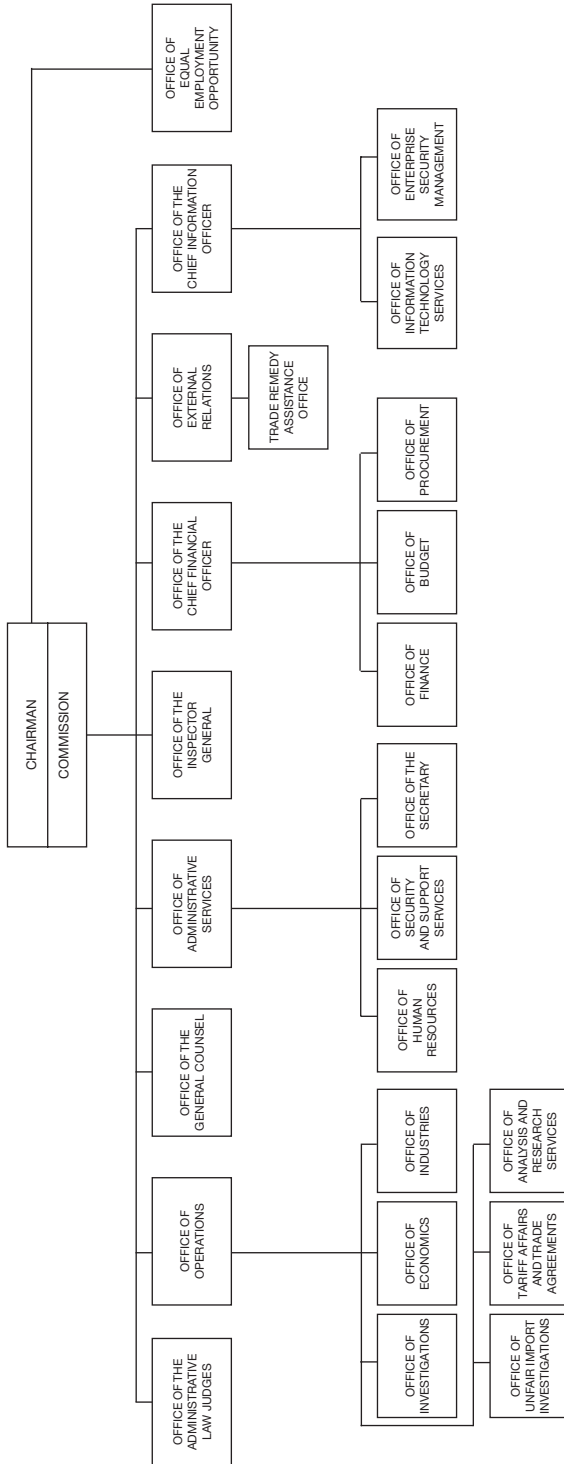 CHAIRMAN
COMMISSION
OFFICE OF THE
ADMINISTRATIVE
LAW JUDGES
OFFICE OF
OPERATIONS
OFFICE OF THE
GENERAL COUNSEL
OFFICE OF
ADMINISTRATIVE
SERVICES
OFFICE OF THE
INSPECTOR
GENERAL
OFFICE OF THE
CHIEF FINANCIAL
OFFICER
OFFICE OF
EXTERNAL
RELATIONS
OFFICE OF THE
CHIEF INFORMATION
OFFICER
OFFICE OF
EQUAL
EMPLOYMENT
OPPORTUNITY
TRADE REMEDY
ASSISTANCE
OFFICE
OFFICE OF
INVESTIGATIONS
OFFICE OF
ECONOMICS
OFFICE OF
INDUSTRIES
OFFICE OF
HUMAN
RESOURCES
OFFICE OF
SECURITY
AND SUPPORT
SERVICES
OFFICE OF THE
SECRETARY
OFFICE OF
FINANCE
OFFICE OF
BUDGET
OFFICE OF
PROCUREMENT
OFFICE OF
INFORMATION
TECHNOLOGY
SERVICES
OFFICE OF
ENTERPRISE
SECURITY
MANAGEMENT
OFFICE OF
UNFAIR IMPORT
INVESTIGATIONS
OFFICE OF
TARIFF AFFAIRS
AND TRADE
AGREEMENTS
OFFICE OF
ANALYSIS AND
RESEARCH
SERVICES